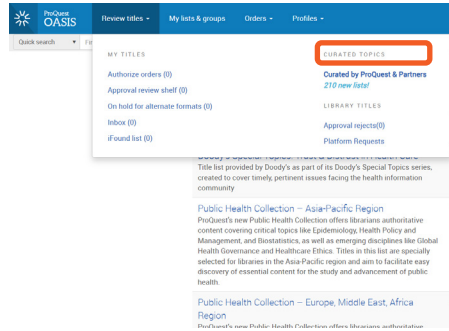 ProQuest
OASIS
Review titles
My lists & groups
Orders
Profiles
Quick search
MY TITLES
Authorize orders (0)
Approval review shelf (0)
On hold for alternate formats (0)
Inbox (0)
iFound list (0)
CURATED TOPICS
Curated by ProQuest & Partners
210 new lists!
LIBRARY TITLES
Approval rejects(0)
Platform Requests
Doody's Special Topics: Trust & Distrust in Health Care
Title list provided by Doody's as part of its Doody's Special Topics series,
created to cover timely, pertinent issues facing the health information
community
Public Health Collection – Asia-Pacific Region
ProQuest's new Public Health Collection offers librarians authoritative
content covering critical topics like Epidemiology, Health Policy and
Management, and Biostatistics, as well as emerging disciplines like Global
Health Governance and Healthcare Ethics. Titles in this list are specially
selected for libraries in the Asia-Pacific region and aim to facilitate easy
discovery of essential content for the study and advancement of public
health.
Public Health Collection – Europe, Middle East, Africa
Region
ProQuest's new Public Health Collection offers librarians authoritative